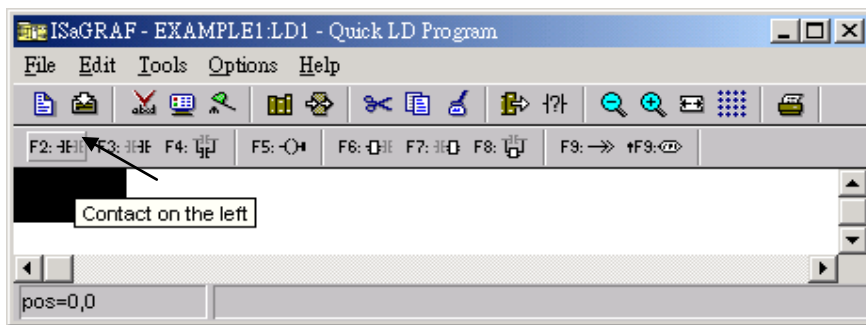 ISaGRAF - EXAMPLE1:LD1 - Quick LD Program
File Edit Tools Options Help
F2: F3: F4: F5: F6: F7: F8: F9: F9:
Contact on the left
pos=0,0